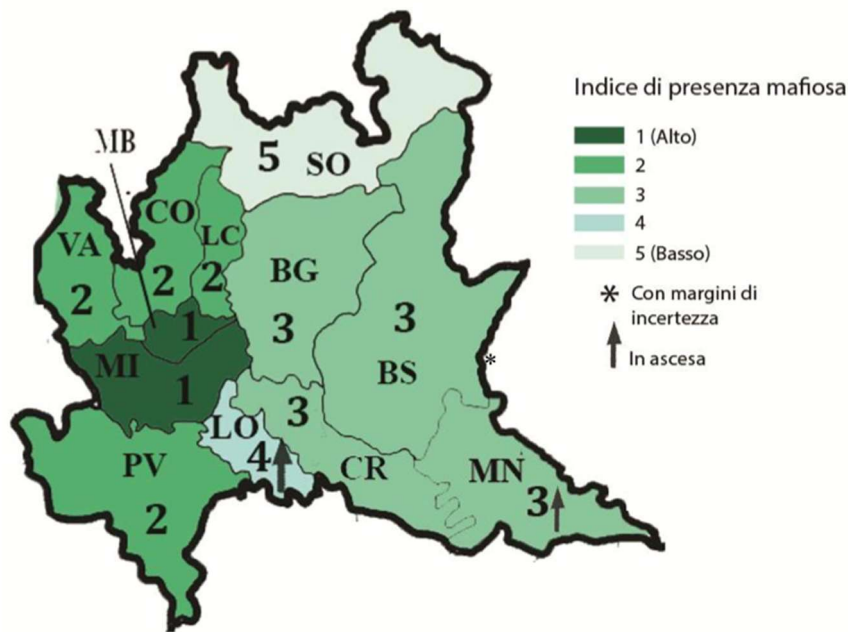 Indice di presenza mafiosa
1 (Alto)
2
3
4
5 (Basso)
* Con margini di
incertezza
In ascesa
MB
5 SO
CO
2
LC
2
VA
2
BG
3
3
BS
*
1
MI
1
3
LO
4
CR
PV
2
MN
3